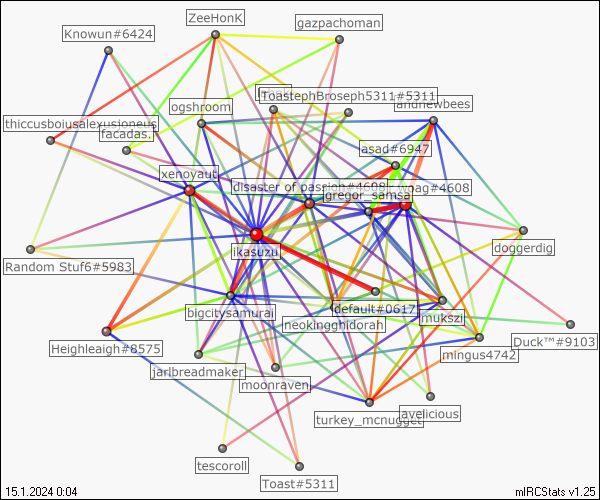 ZeeHonK
gazpachoman
Knowun#6424
ToastephBroseph5311#5311
andnewbees
ogshroom
thiccusboiusalexusioneus
facadas.
asad#6947
xenoyaut
disaster of passion#4608
gregor_samsa
bag#4608
ikasuzu
doggerdig
Random Stuf6#5983
default#0617
bigcitysamurai
mukszi
neokingghidorah
Duck™#9103
Heighleigh#8575
mingus4742
jarlbreadmaker
moonraven
avelicious
turkey_mcnugget
tescoroll
Toast#5311
15.1.2024 0:04
mIRCStats v1.25